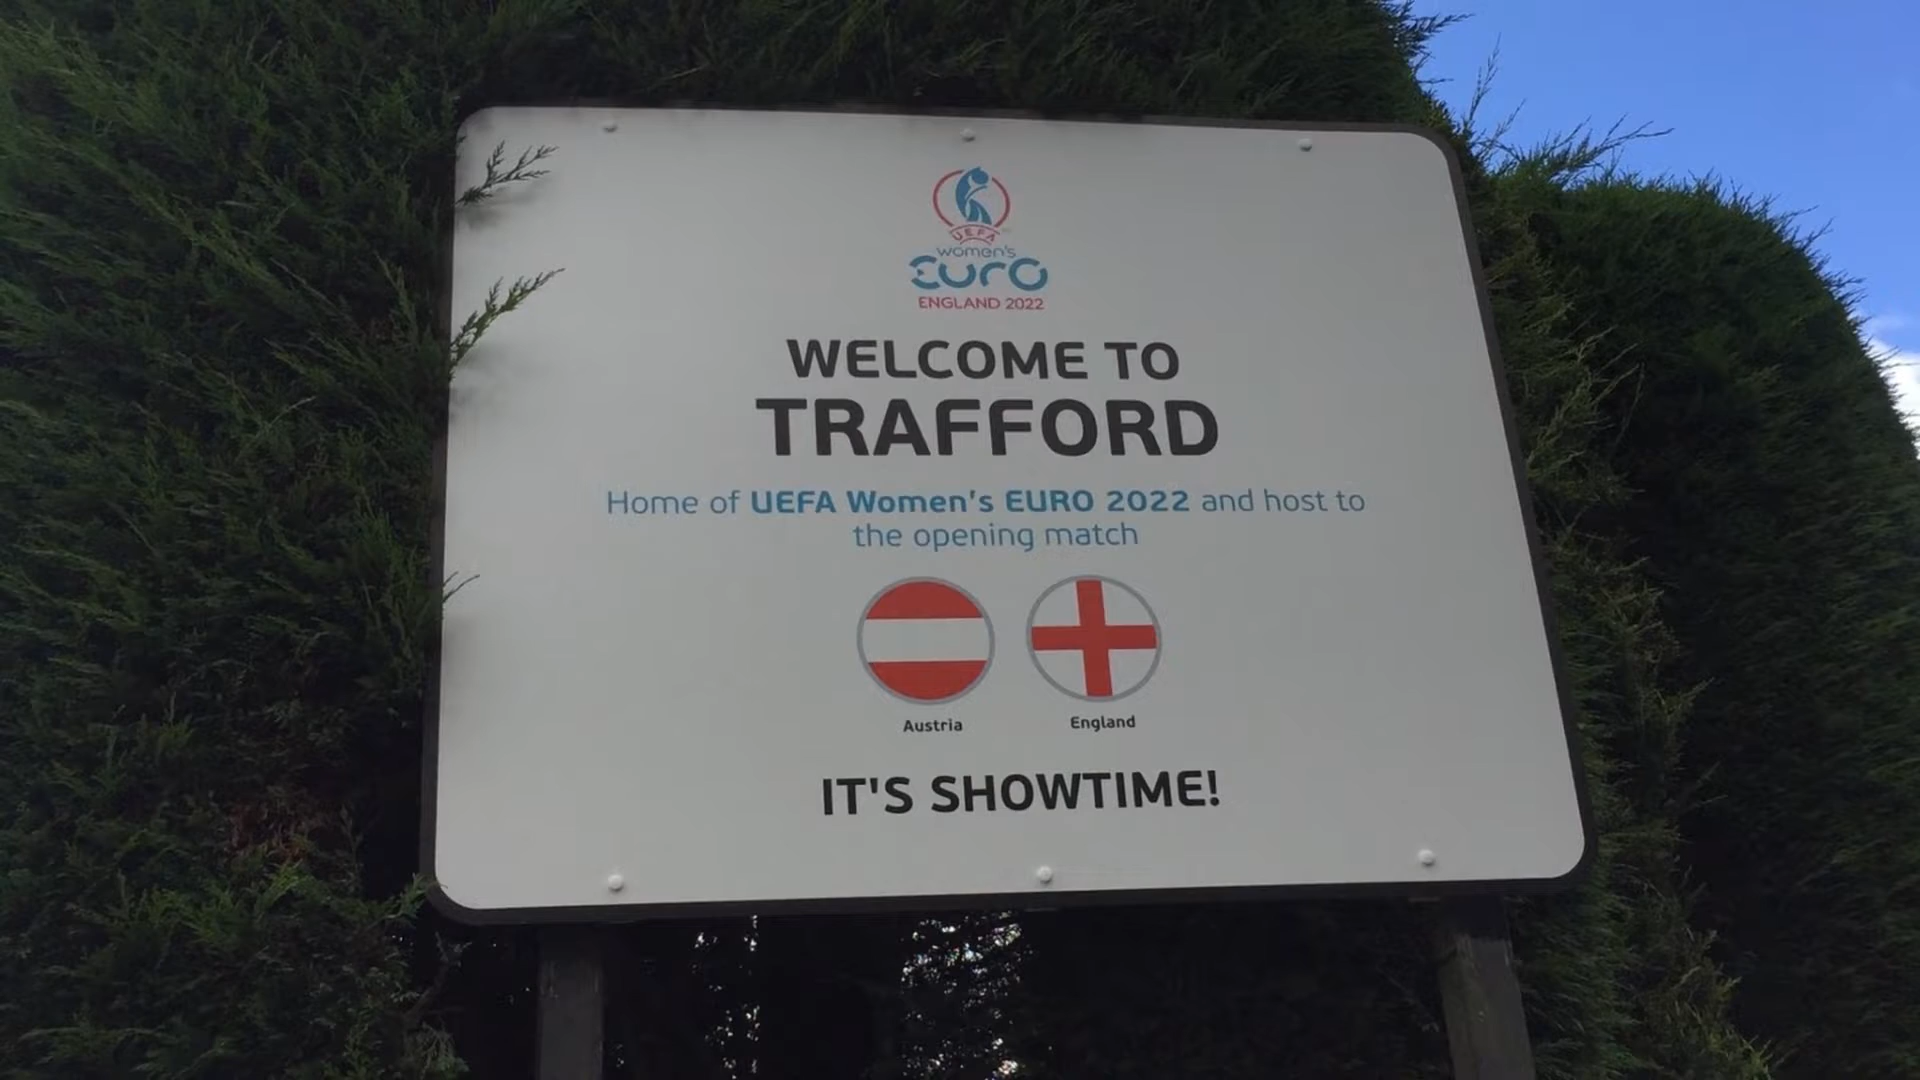 UEFA
women's
EURO
ENGLAND 2022
WELCOME TO
TRAFFORD
Home of UEFA Women's EURO 2022 and host to
the opening match
Austria England
IT'S SHOWTIME!